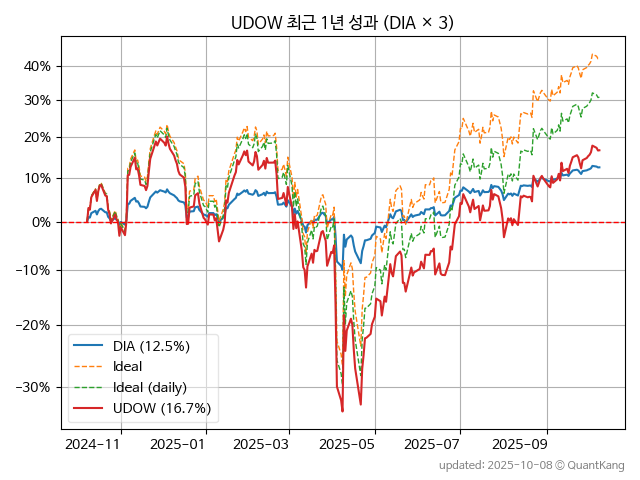 UDOW 최근 1년 성과 (DIA × 3)
40%
30%
20%
10%
0%
−10%
−20%
−30%
DIA (12.5%)
Ideal
Ideal (daily)
UDOW (16.7%)
2024−11 2025−01 2025−03 2025−05 2025−07 2025−09
updated: 2025-10-08 ⓒ QuantKang